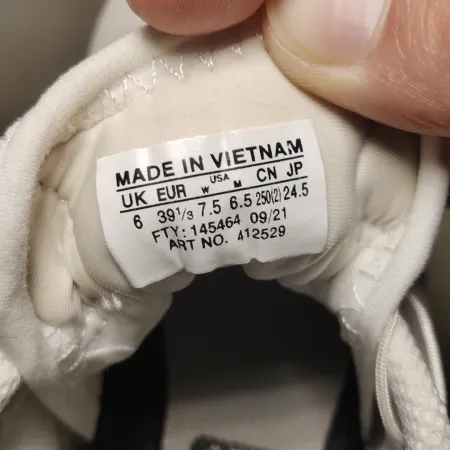 MADE IN VIETNAM
USA
UK EUR W M CN JP
6 39 1/3 7.5 6.5 250(2) 24.5
FTY: 145464 09/21
ART NO. 412529